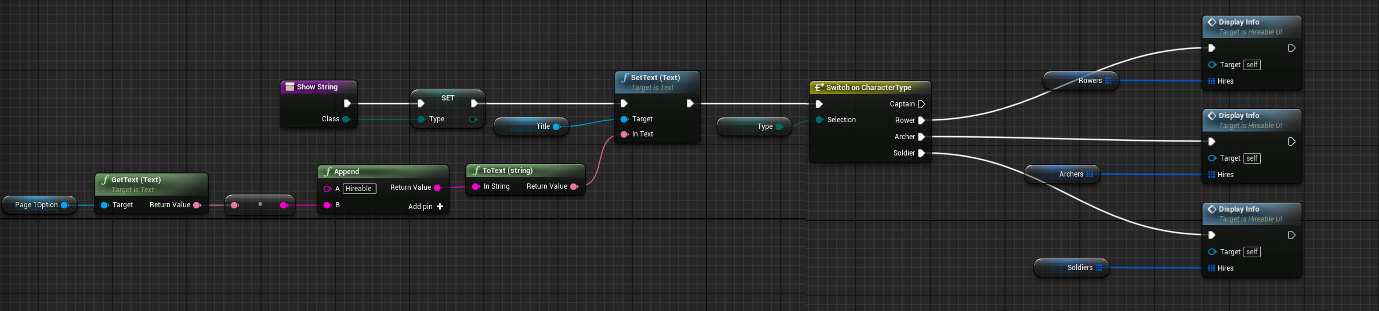 Show String
Class
SET
Type
Title
SetText (Text)
Target is Text
Target
In Text
Type
Switch on CharacterType
Selection
Captain
Rower
Archer
Soldier
Page 1Option
GetText (Text)
Target is Text
Target
Return Value
Append
A Hireable
B
Return Value
Add pin
ToText (string)
In String
Return Value
Rowers
Display Info
Target is Hireable UI
Target self
Hires
Archers
Display Info
Target is Hireable UI
Target self
Hires
Soldiers
Display Info
Target is Hireable UI
Target self
Hires